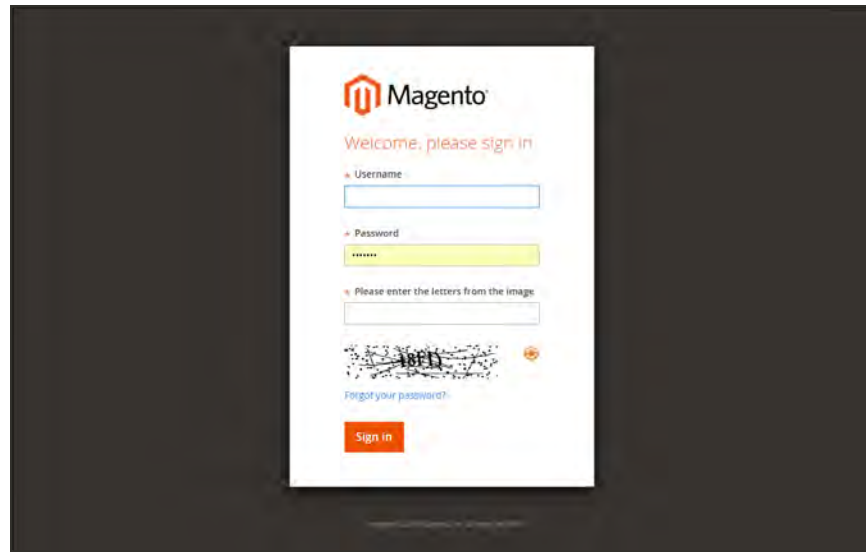 Magento
Welcome, please sign in
* Username
* Password
•••••••
* Please enter the letters from the image
Forgot your password?
Sign in